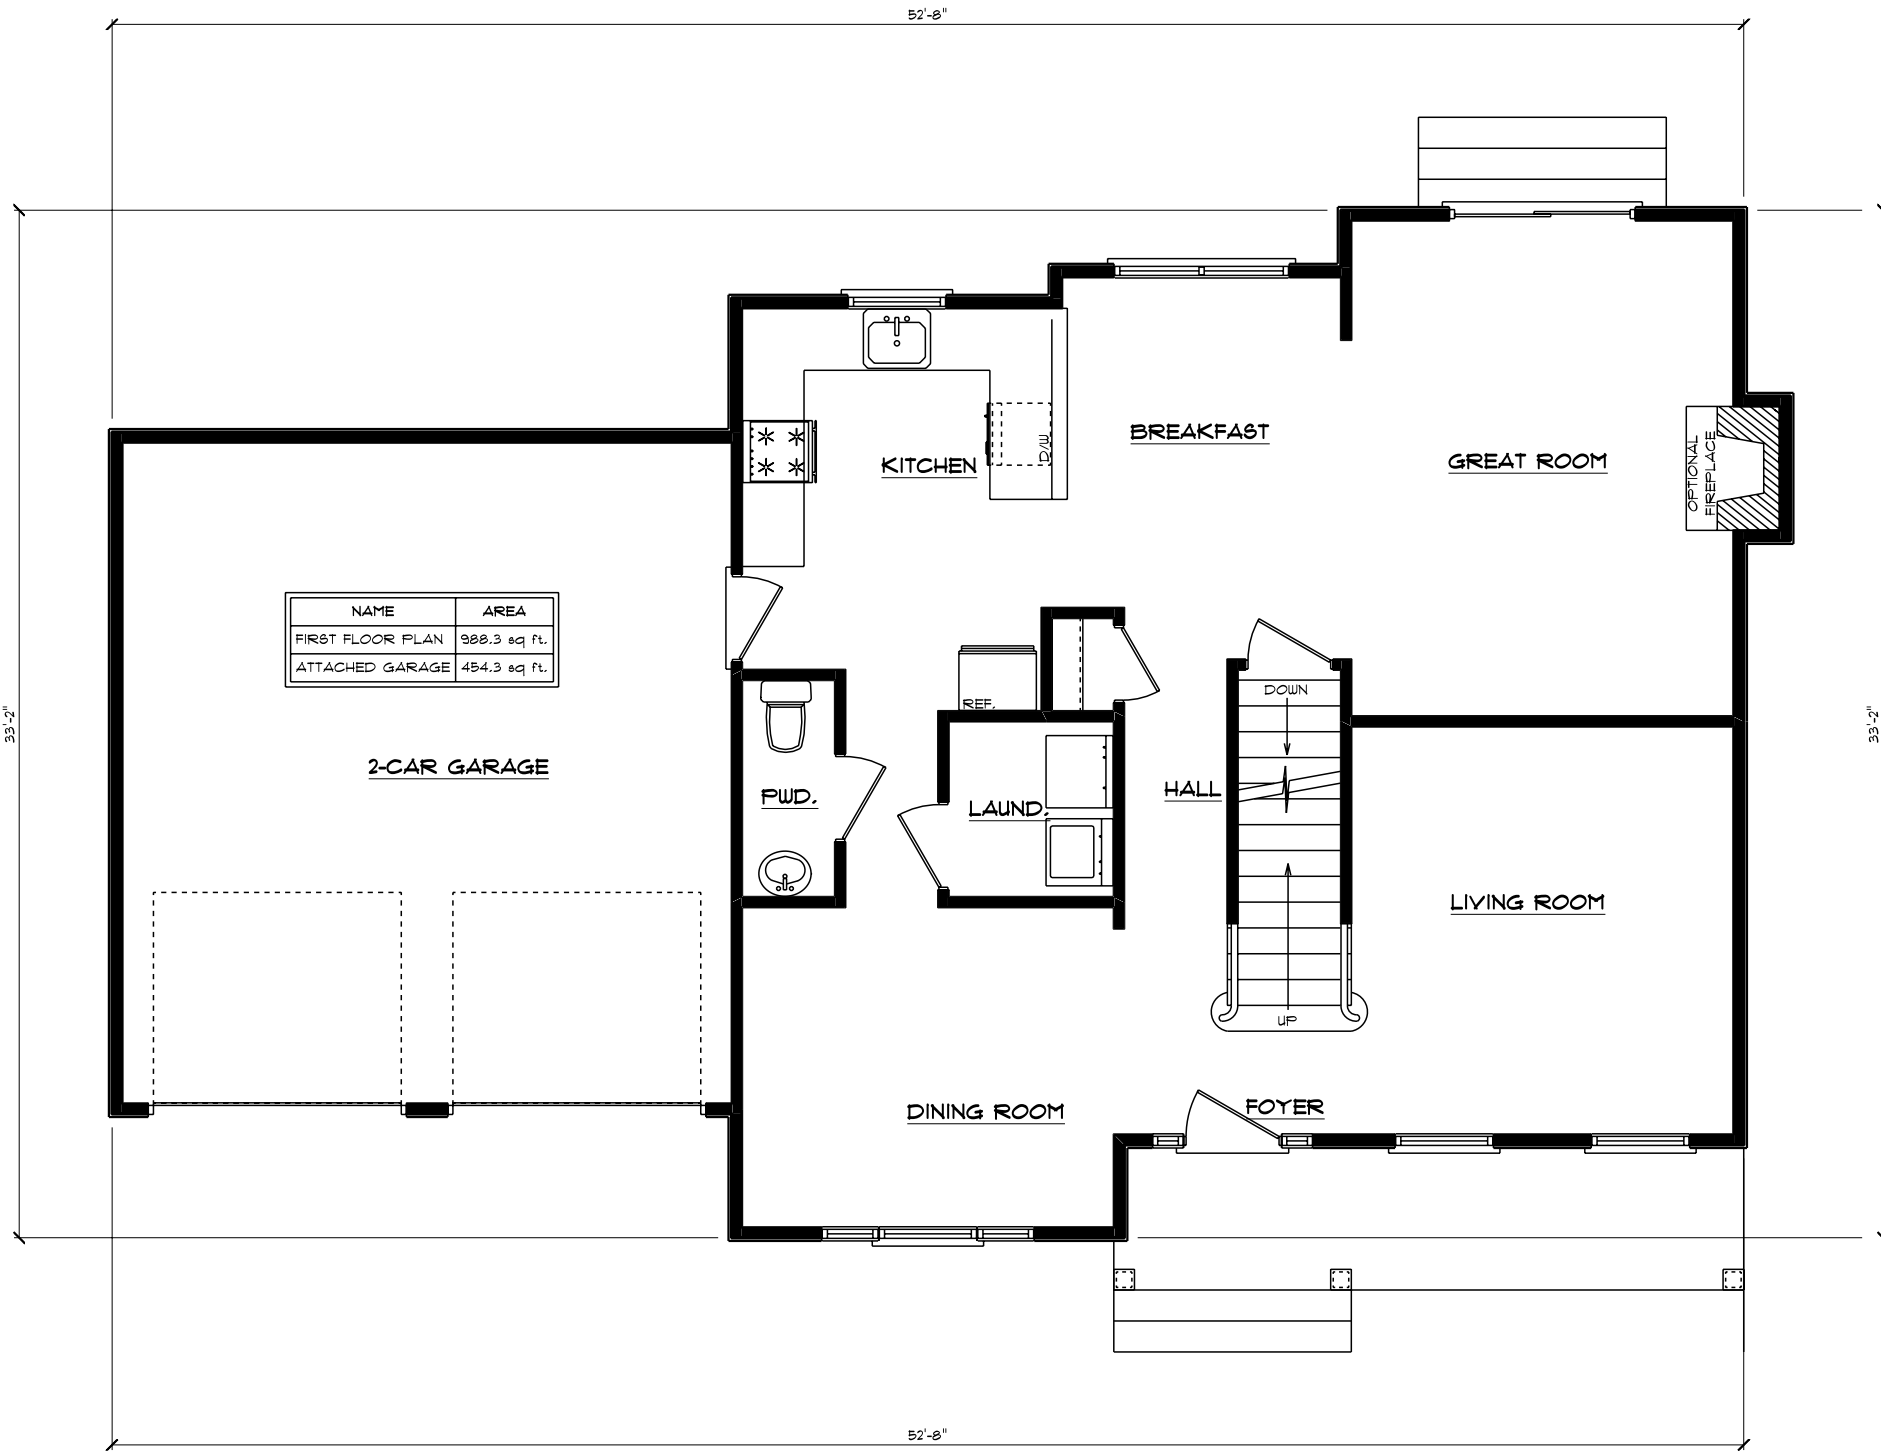 52'-8"
BREAKFAST
KITCHEN
D/W
GREAT ROOM
OPTIONAL
FIREPLACE
NAME AREA
FIRST FLOOR PLAN 988.3 sq ft.
ATTACHED GARAGE 454.3 sq ft.
REF.
DOWN
33'-2"
33'-2"
2-CAR GARAGE
PWD.
LAUND.
HALL
LIVING ROOM
UP
DINING ROOM
FOYER
52'-8"